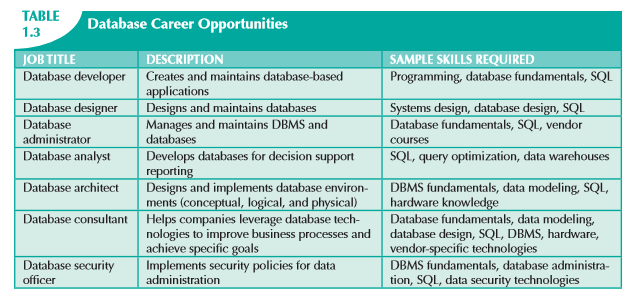 TABLE
1.3
Database Career Opportunities
JOB TITLE DESCRIPTION SAMPLE SKILLS REQUIRED
Database developer Creates and maintains database-based Programming, database fundamentals, SQL
applications
Database designer Designs and maintains databases Systems design, database design, SQL
Database Manages and maintains DBMS and Database fundamentals, SQL, vendor
administrator databases courses
Database analyst Develops databases for decision support SQL, query optimization, data warehouses
reporting
Database architect Designs and implements database environ- DBMS fundamentals, data modeling, SQL,
ments (conceptual, logical, and physical) hardware knowledge
Database consultant Helps companies leverage database tech- Database fundamentals, data modeling,
nologies to improve business processes and database design, SQL, DBMS, hardware,
achieve specific goals vendor-specific technologies
Database security Implements security policies for data DBMS fundamentals, database administra-
officer administration tion, SQL, data security technologies